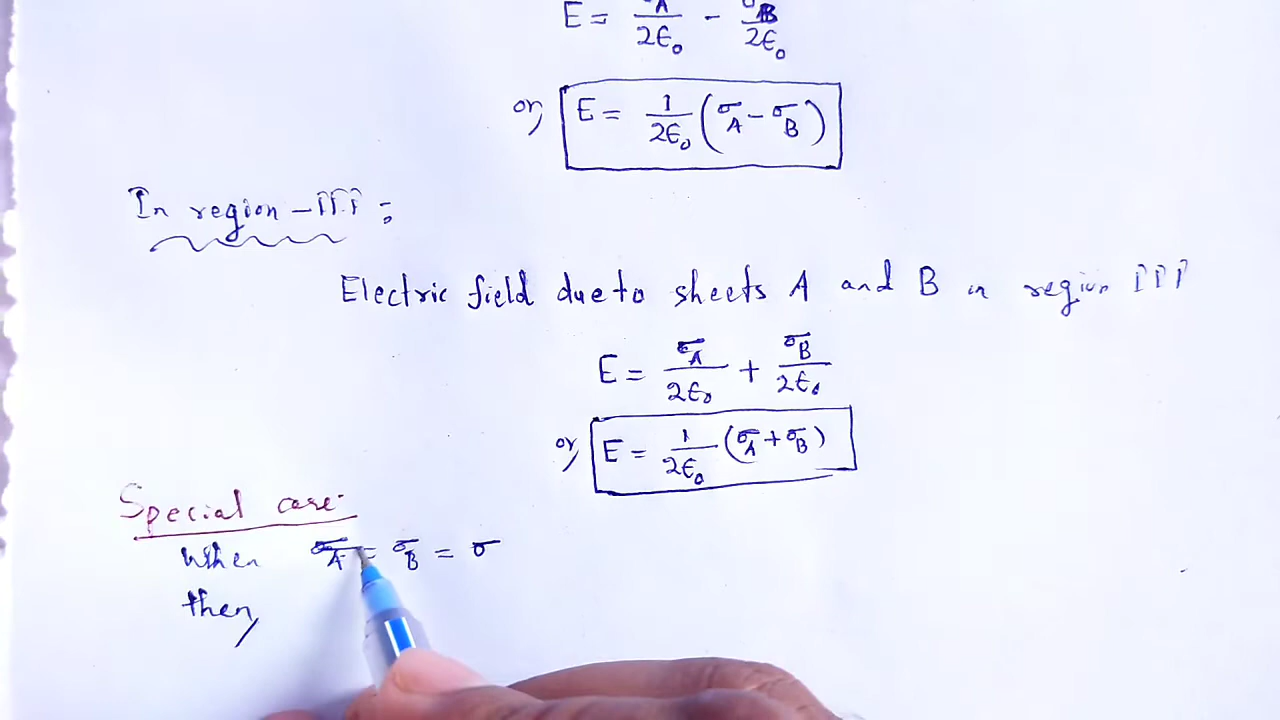 E = σA/2ϵ₀ - σB/2ϵ₀
or, E = 1/2ϵ₀ (σA - σB)
In region - III :
Electric field due to sheets A and B in region III
E = σA/2ϵ₀ + σB/2ϵ₀
or, E = 1/2ϵ₀ (σA + σB)
Special case:
When σA = σB = σ
then,